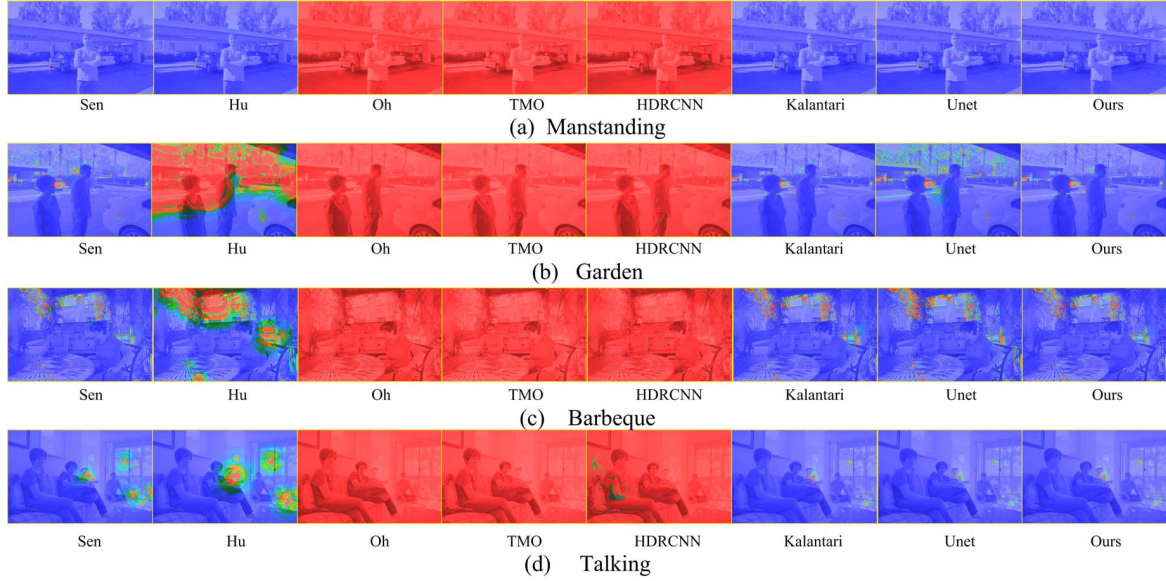 Sen Hu Oh TMO HDRCNN Kalantari Unet Ours
(a) Manstanding
Sen Hu Oh TMO HDRCNN Kalantari Unet Ours
(b) Garden
Sen Hu Oh TMO HDRCNN Kalantari Unet Ours
(c) Barbeque
Sen Hu Oh TMO HDRCNN Kalantari Unet Ours
(d) Talking